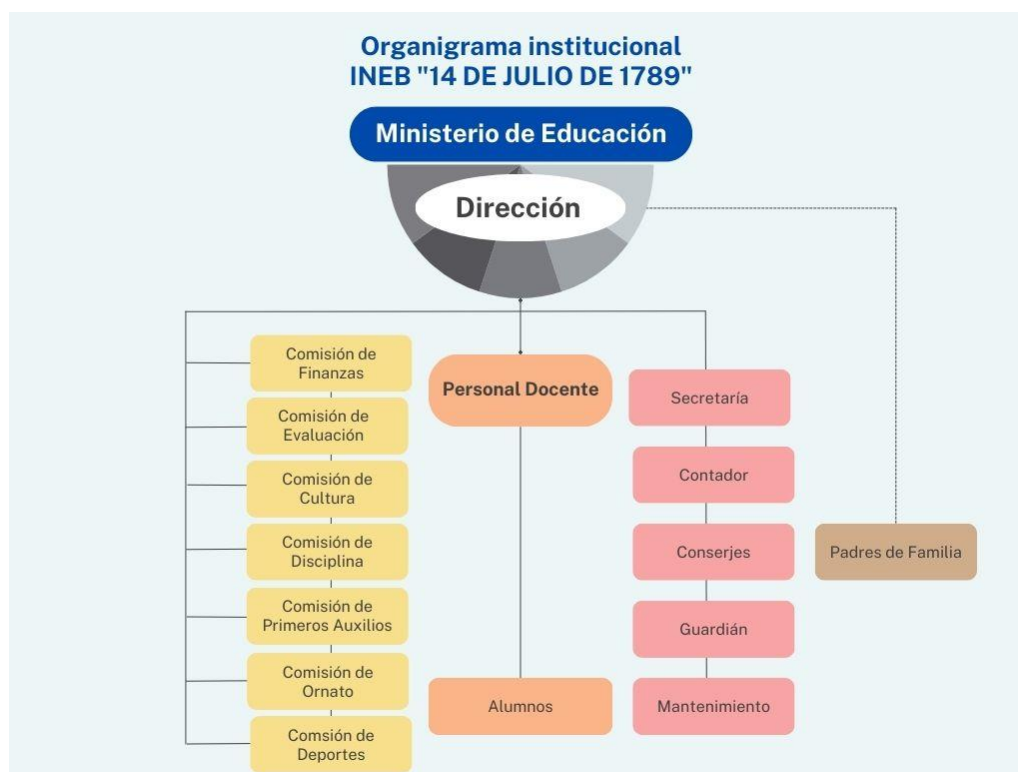 Organigrama institucional
INEB "14 DE JULIO DE 1789"
Ministerio de Educación
Dirección
Comisión de
Finanzas
Comisión de
Evaluación
Comisión de
Cultura
Comisión de
Disciplina
Comisión de
Primeros Auxilios
Comisión de
Ornato
Comsión de
Deportes
Personal Docente
Alumnos
Secretaría
Contador
Conserjes
Guardián
Mantenimiento
Padres de Familia